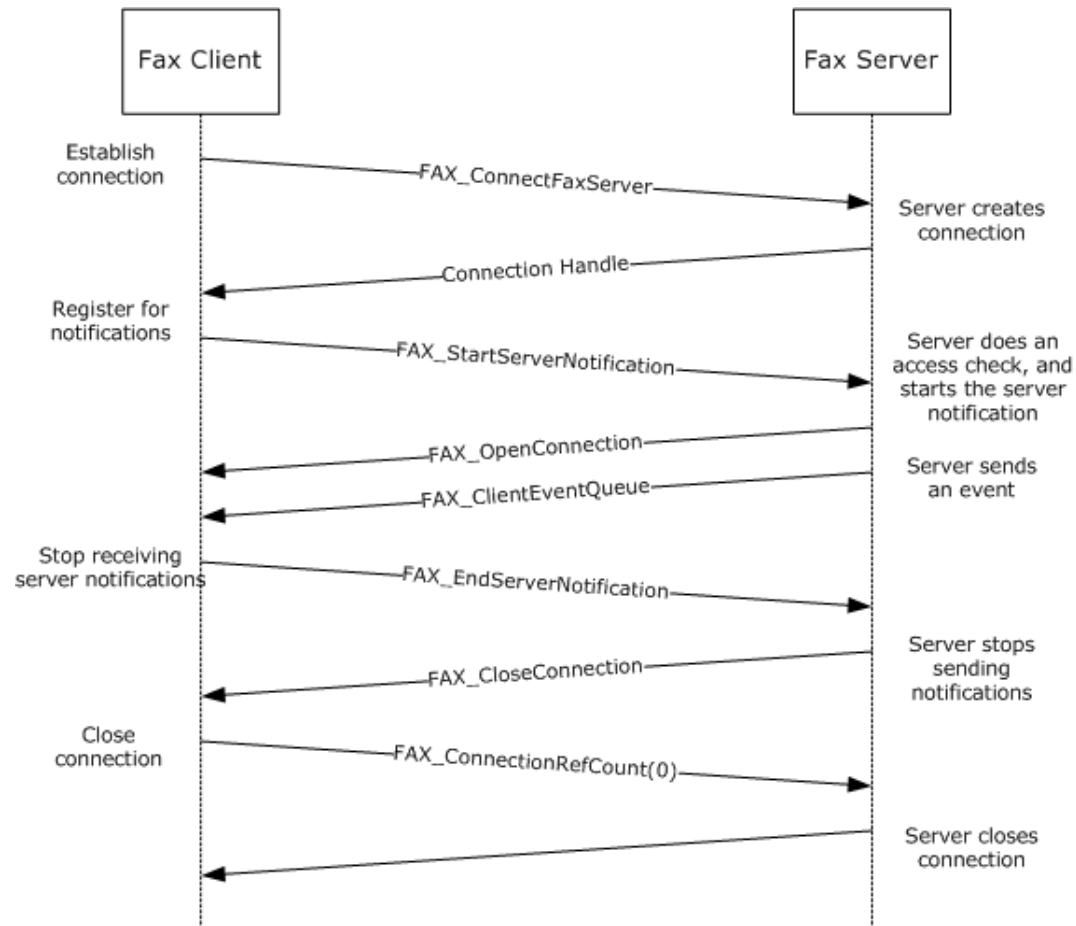 Fax Client
Fax Server
Establish
connection
FAX_ConnectFaxServer
Server creates
connection
Connection Handle
Register for
notifications
FAX_StartServerNotification
Server does an
access check, and
starts the server
notification
FAX_OpenConnection
Server sends
an event
FAX_ClientEventQueue
Stop receiving
server notifications
FAX_EndServerNotification
Server stops
sending
notifications
FAX_CloseConnection
Close
connection
FAX_ConnectionRefCount(0)
Server closes
connection